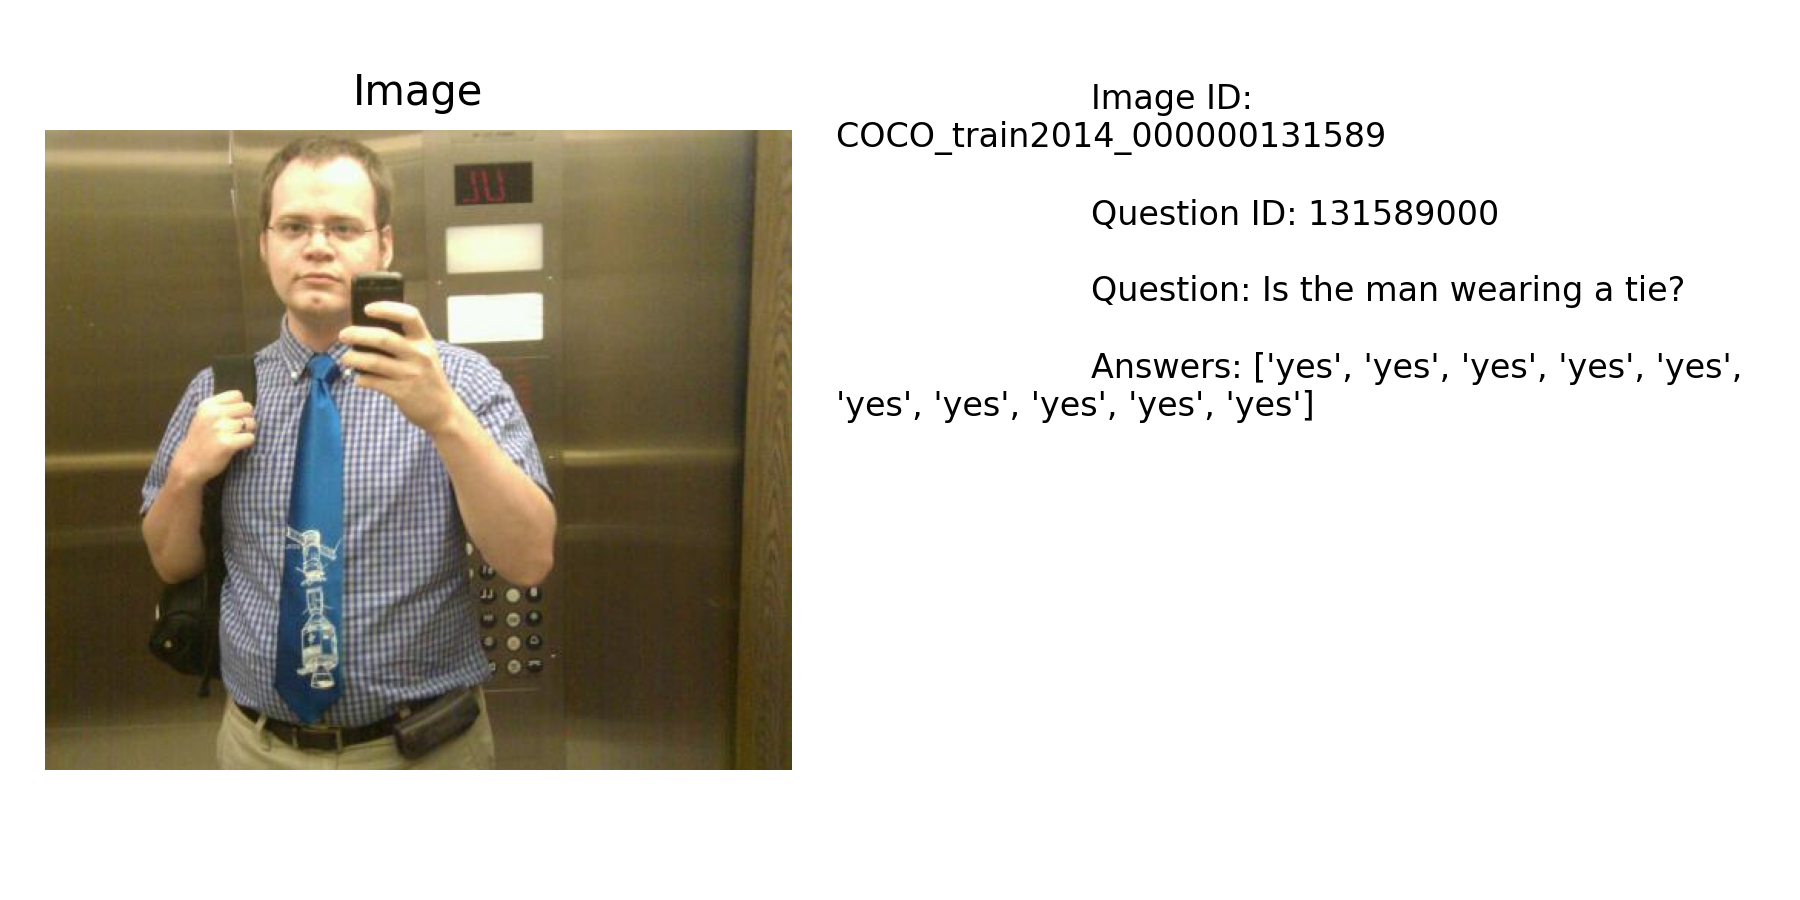 Image
Image ID:
COCO_train2014_000000131589
Question ID: 131589000
Question: Is the man wearing a tie?
Answers: ['yes', 'yes', 'yes', 'yes', 'yes',
'yes', 'yes', 'yes', 'yes', 'yes']